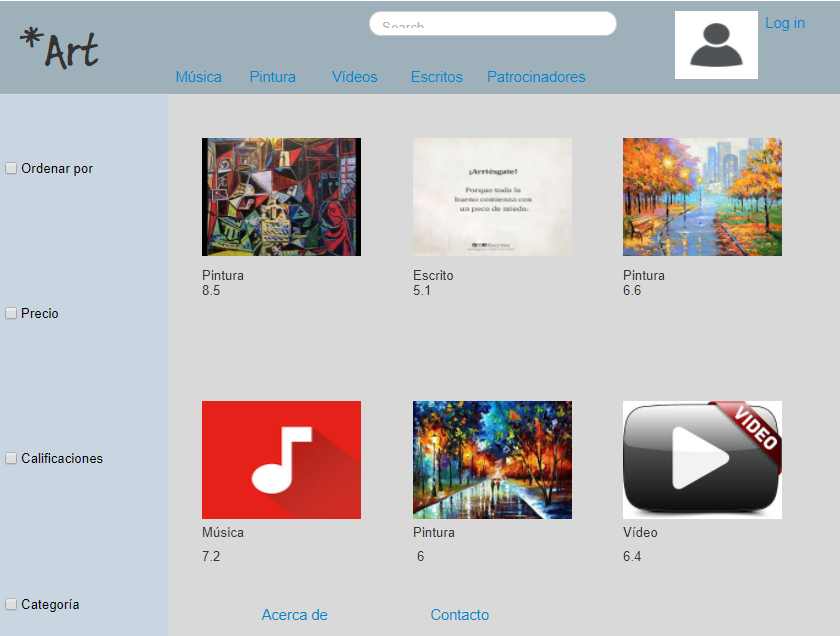 *Art
Search
Log in
Música Pintura Vídeos Escritos Patrocinadores
Ordenar por
Precio
Calificaciones
Categoría
¡Arriésgate!
Porque todo lo
bueno comienza con
un poco de miedo.
Pintura
8.5
Escrito
5.1
Pintura
6.6
VIDEO
Música
7.2
Pintura
6
Vídeo
6.4
Acerca de Contacto